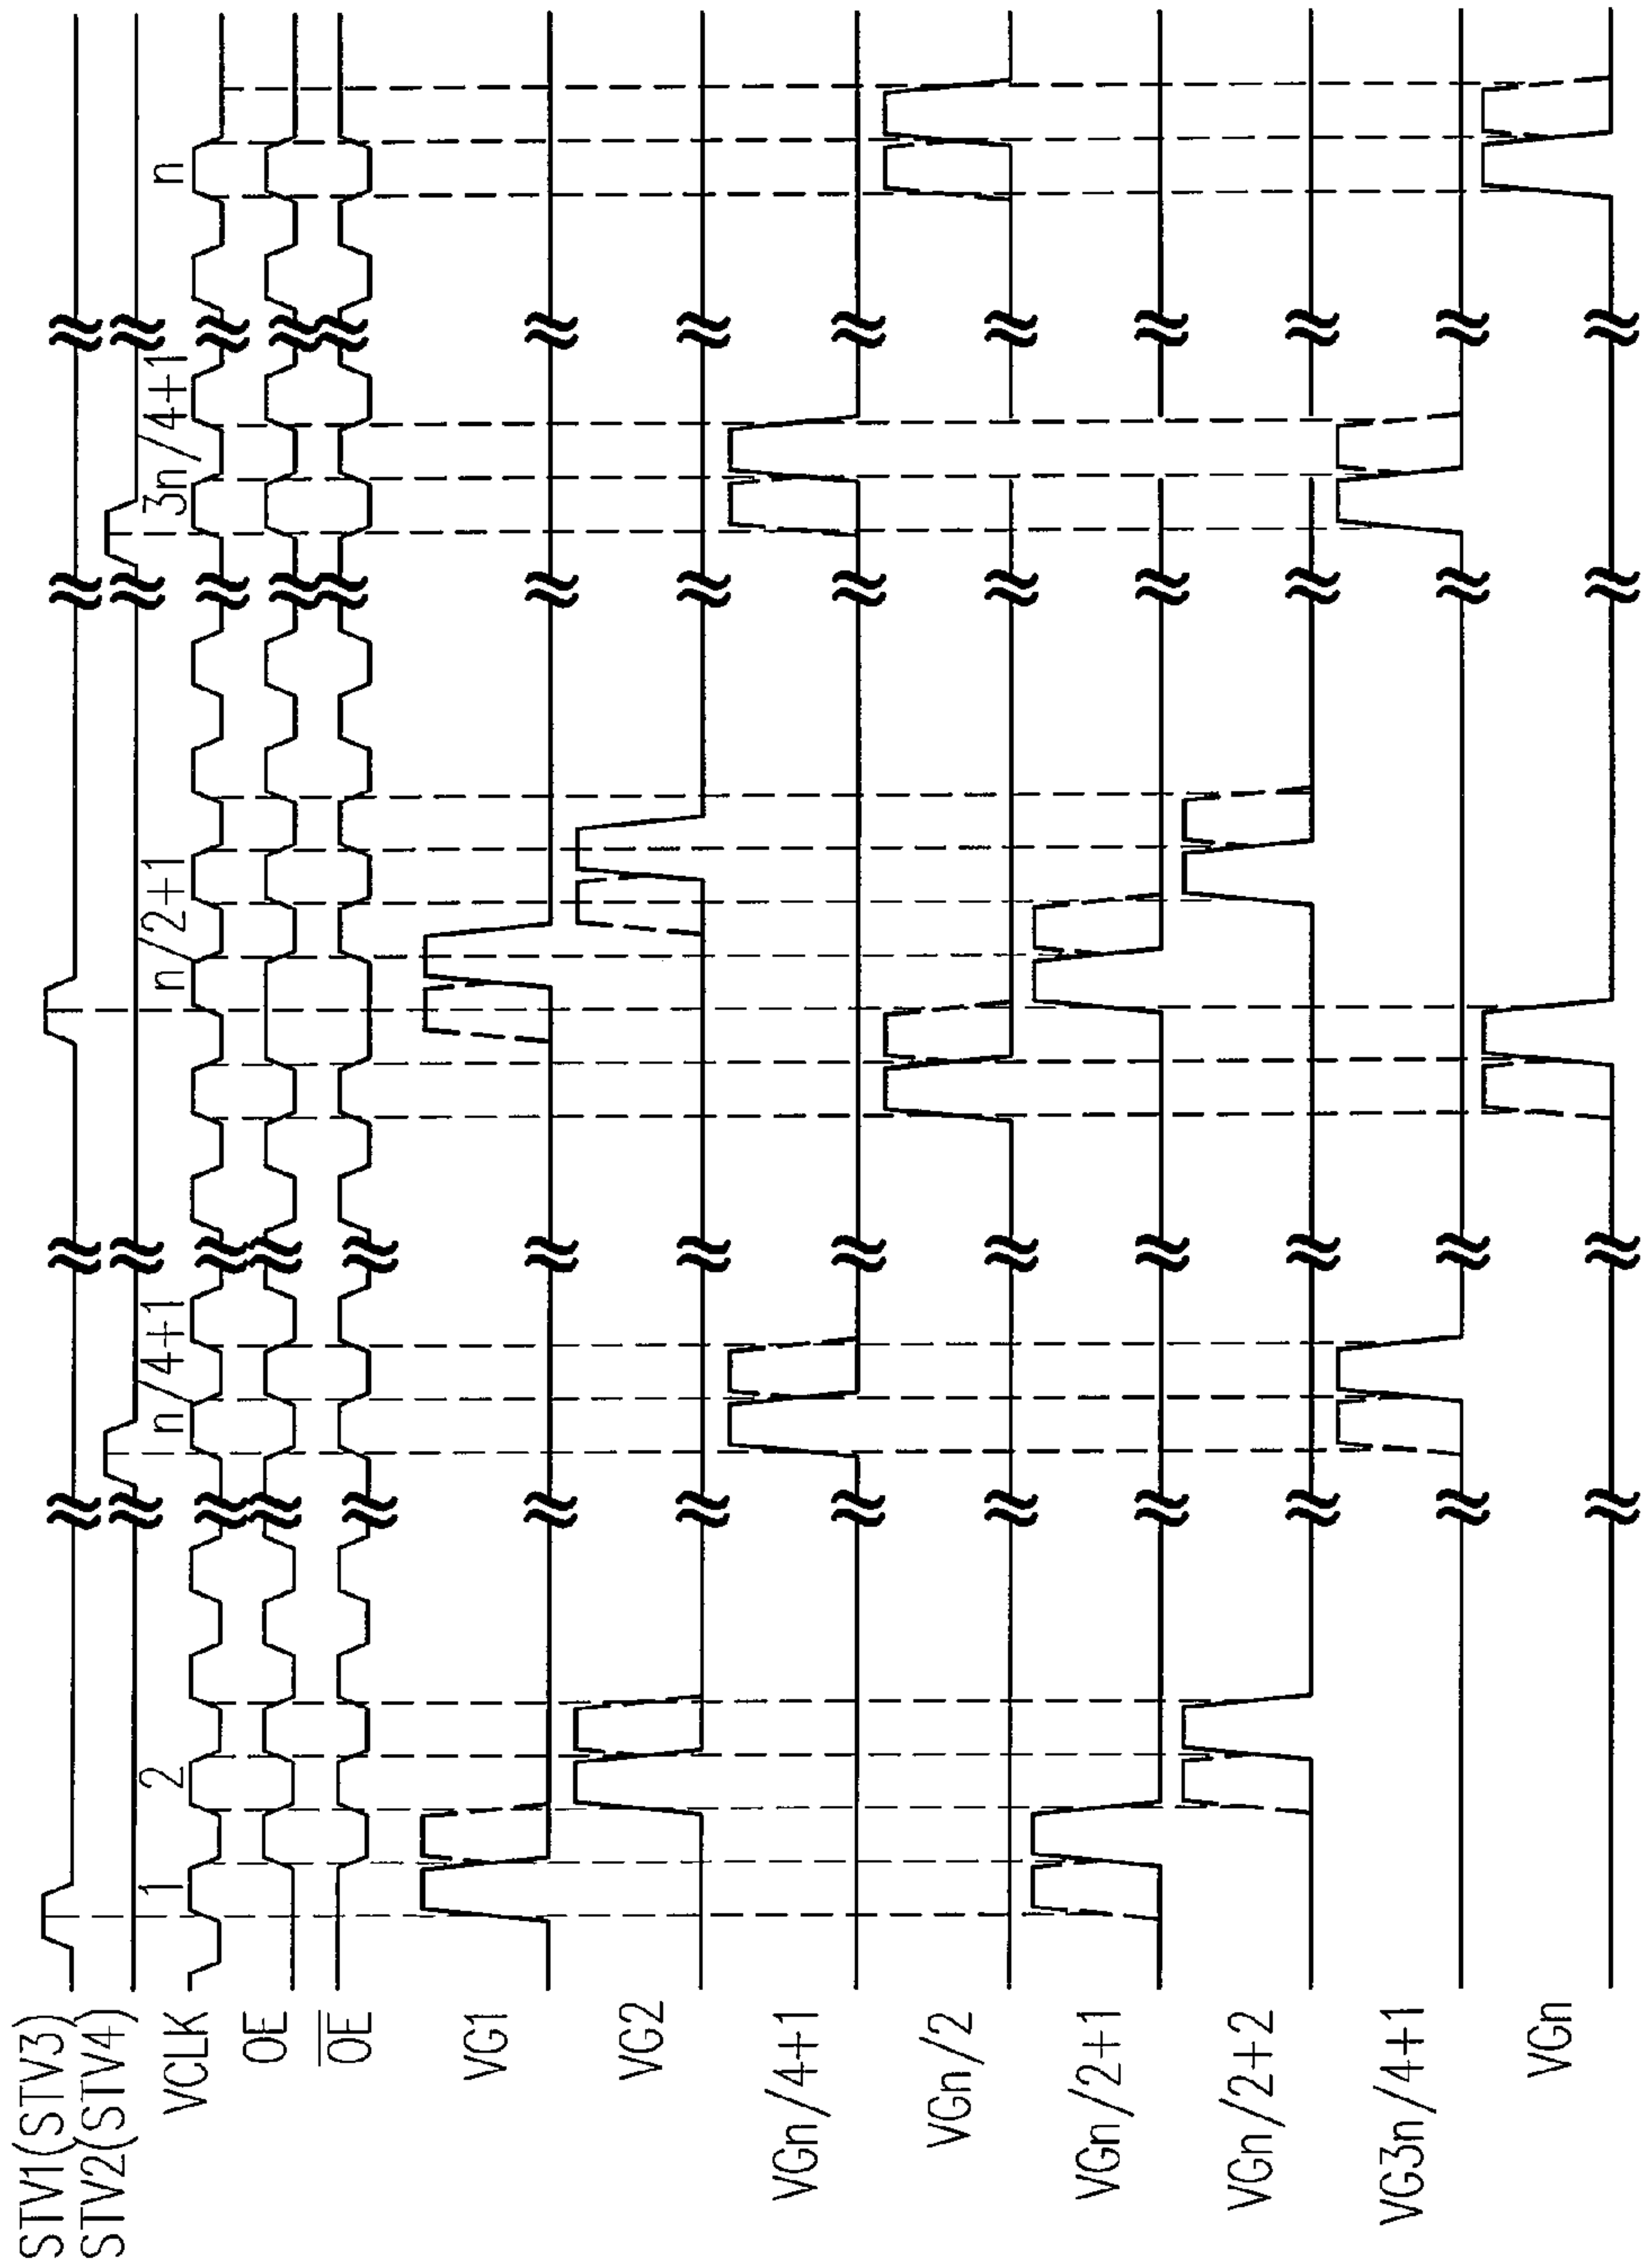 STV1(STV3)
STV2(STV4)
1 2 n/4+1 n/2+1 3n/4+1 n
VCLK
OE
O̅E̅
VG1
VG2
VGn/4+1
VGn/2
VGn/2+1
VGn/2+2
VG3n/4+1
VGn